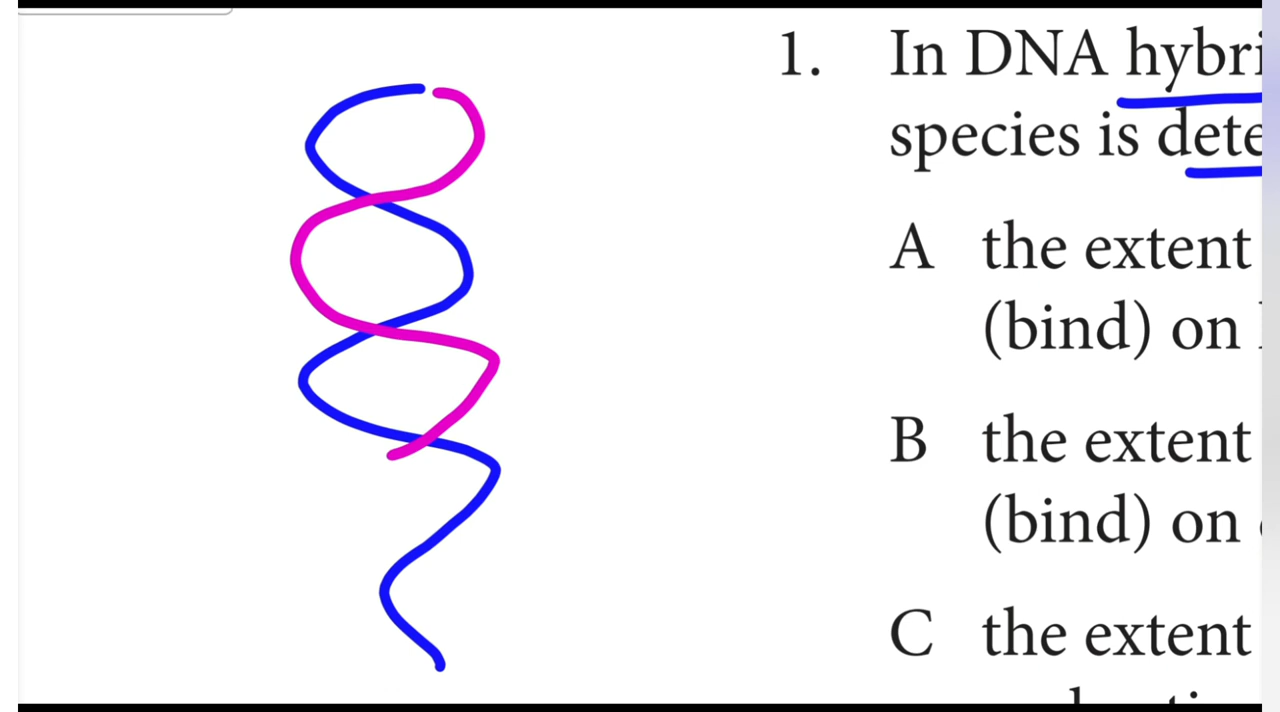 1. In DNA hybri
species is dete
A the extent
(bind) on
B the extent
(bind) on
C the extent